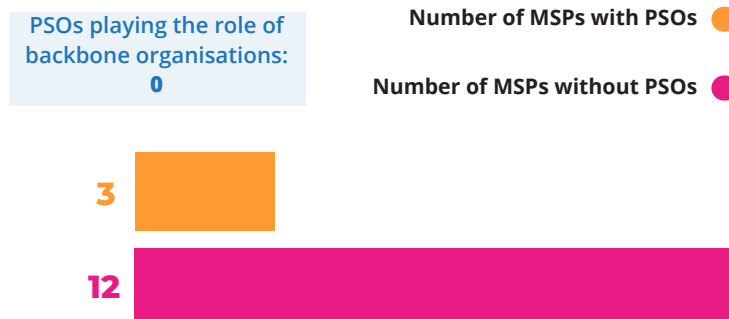 PSOs playing the role of
backbone organisations:
0
Number of MSPs with PSOs
Number of MSPs without PSOs
3
12